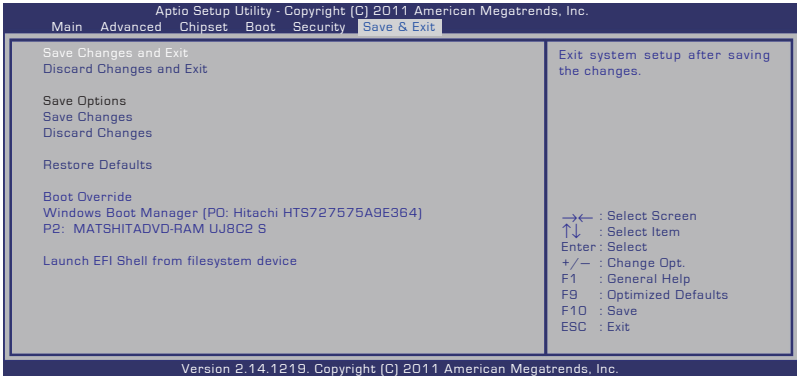 Aptio Setup Utility - Copyright (C) 2011 American Megatrends, Inc.
Main Advanced Chipset Boot Security Save & Exit
Save Changes and Exit
Discard Changes and Exit
Save Options
Save Changes
Discard Changes
Restore Defaults
Boot Override
Windows Boot Manager (P0: Hitachi HTS727575A9E364)
P2: MATSHITADVD-RAM UJ8C2 S
Launch EFI Shell from filesystem device
Exit system setup after saving
the changes.
→← : Select Screen
↑↓ : Select Item
Enter : Select
+/— : Change Opt.
F1 : General Help
F9 : Optimized Defaults
F10 : Save
ESC : Exit
Version 2.14.1219. Copyright (C) 2011 American Megatrends, Inc.